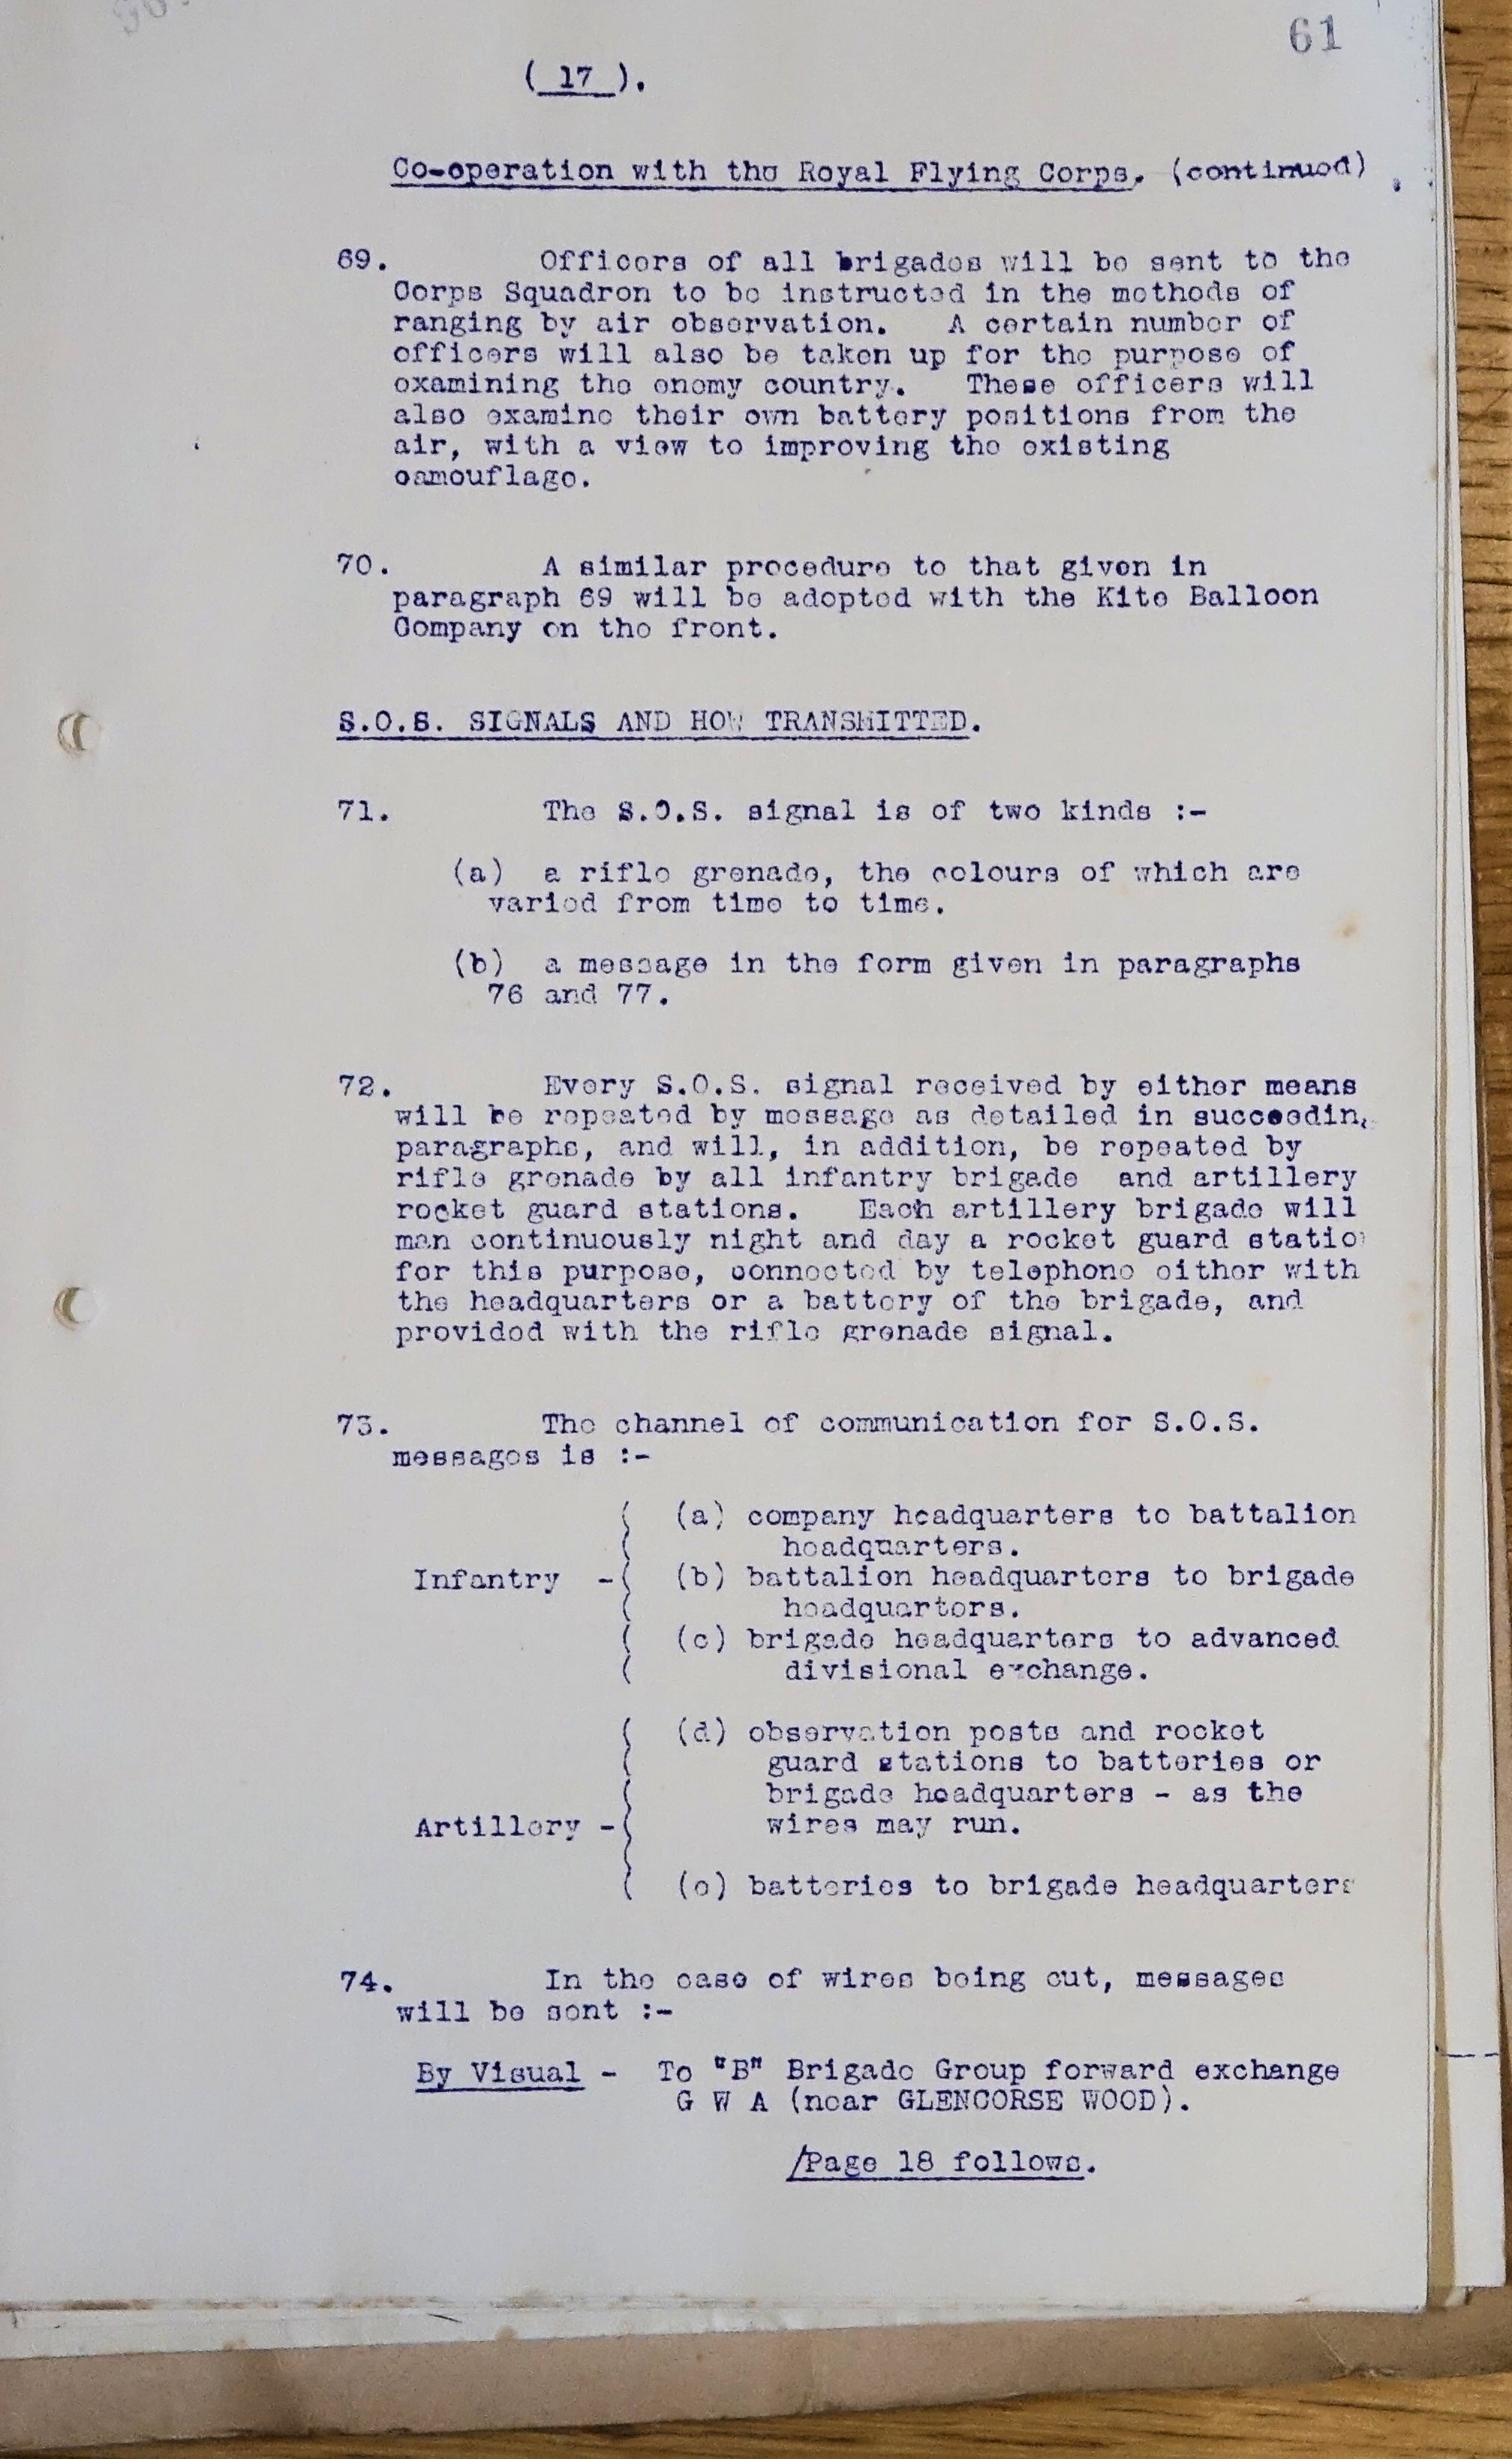 61
( 17 ).
Co-operation with the Royal Flying Corps. (continued)
69. Officers of all brigades will be sent to the
Corps Squadron to be instructed in the methods of
ranging by air observation. A certain number of
officers will also be taken up for the purpose of
examining the enemy country. These officers will
also examine their own battery positions from the
air, with a view to improving the existing
camouflage.
70. A similar procedure to that given in
paragraph 69 will be adopted with the Kite Balloon
Company on the front.
S.O.S. SIGNALS AND HOW TRANSMITTED.
71. The S.O.S. signal is of two kinds :-
(a) a rifle grenade, the colours of which are
varied from time to time.
(b) a message in the form given in paragraphs
76 and 77.
72. Every S.O.S. signal received by either means
will be repeated by message as detailed in succeedin
paragraphs, and will, in addition, be repeated by
rifle grenade by all infantry brigade and artillery
rocket guard stations. Each artillery brigade will
man continuously night and day a rocket guard statio
for this purpose, connected by telephone either with
the headquarters or a battery of the brigade, and
provided with the rifle grenade signal.
73. The channel of communication for S.O.S.
messages is :-
(a) company headquarters to battalion
headquarters.
Infantry - (b) battalion headquarters to brigade
headquarters.
(c) brigade headquarters to advanced
divisional exchange.
(d) observation posts and rocket
guard stations to batteries or
brigade headquarters - as the
Artillery - wires may run.
(e) batteries to brigade headquarters
74. In the case of wires being cut, messages
will be sent :-
By Visual - To "B" Brigade Group forward exchange
G W A (near GLENCORSE WOOD).
/Page 18 follows.